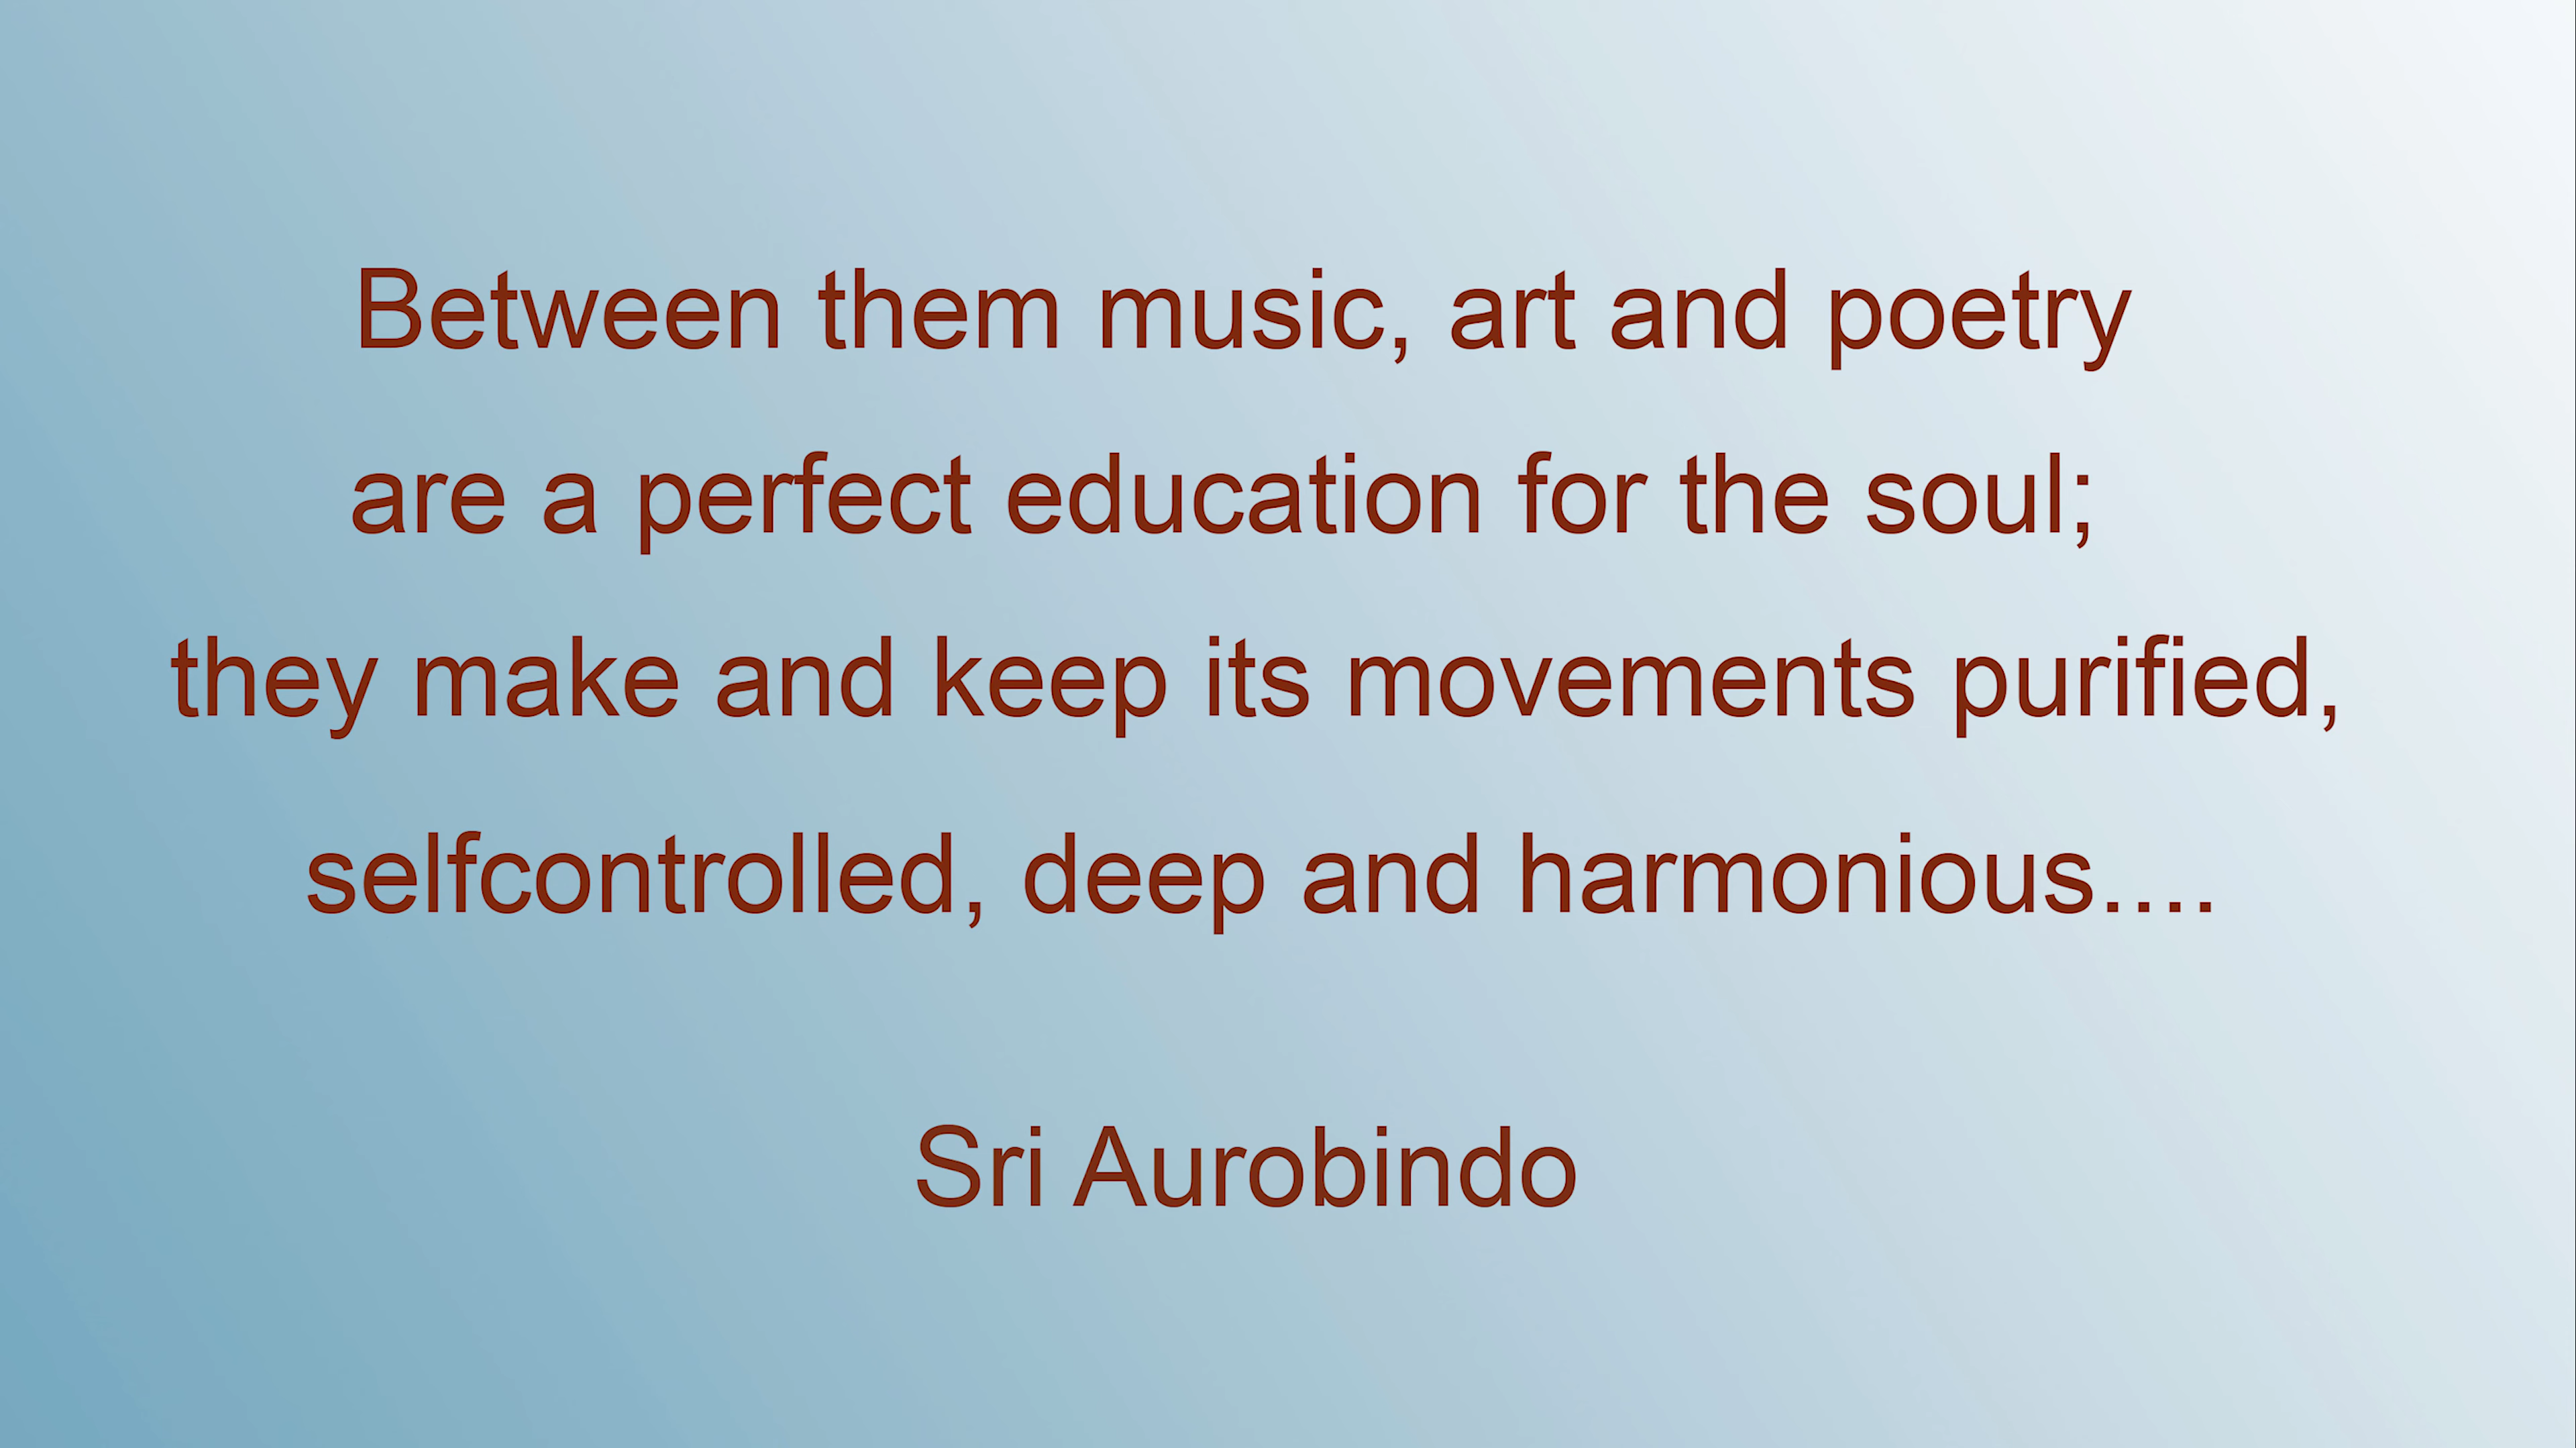 Between them music, art and poetry
are a perfect education for the soul;
they make and keep its movements purified,
selfcontrolled, deep and harmonious....
Sri Aurobindo